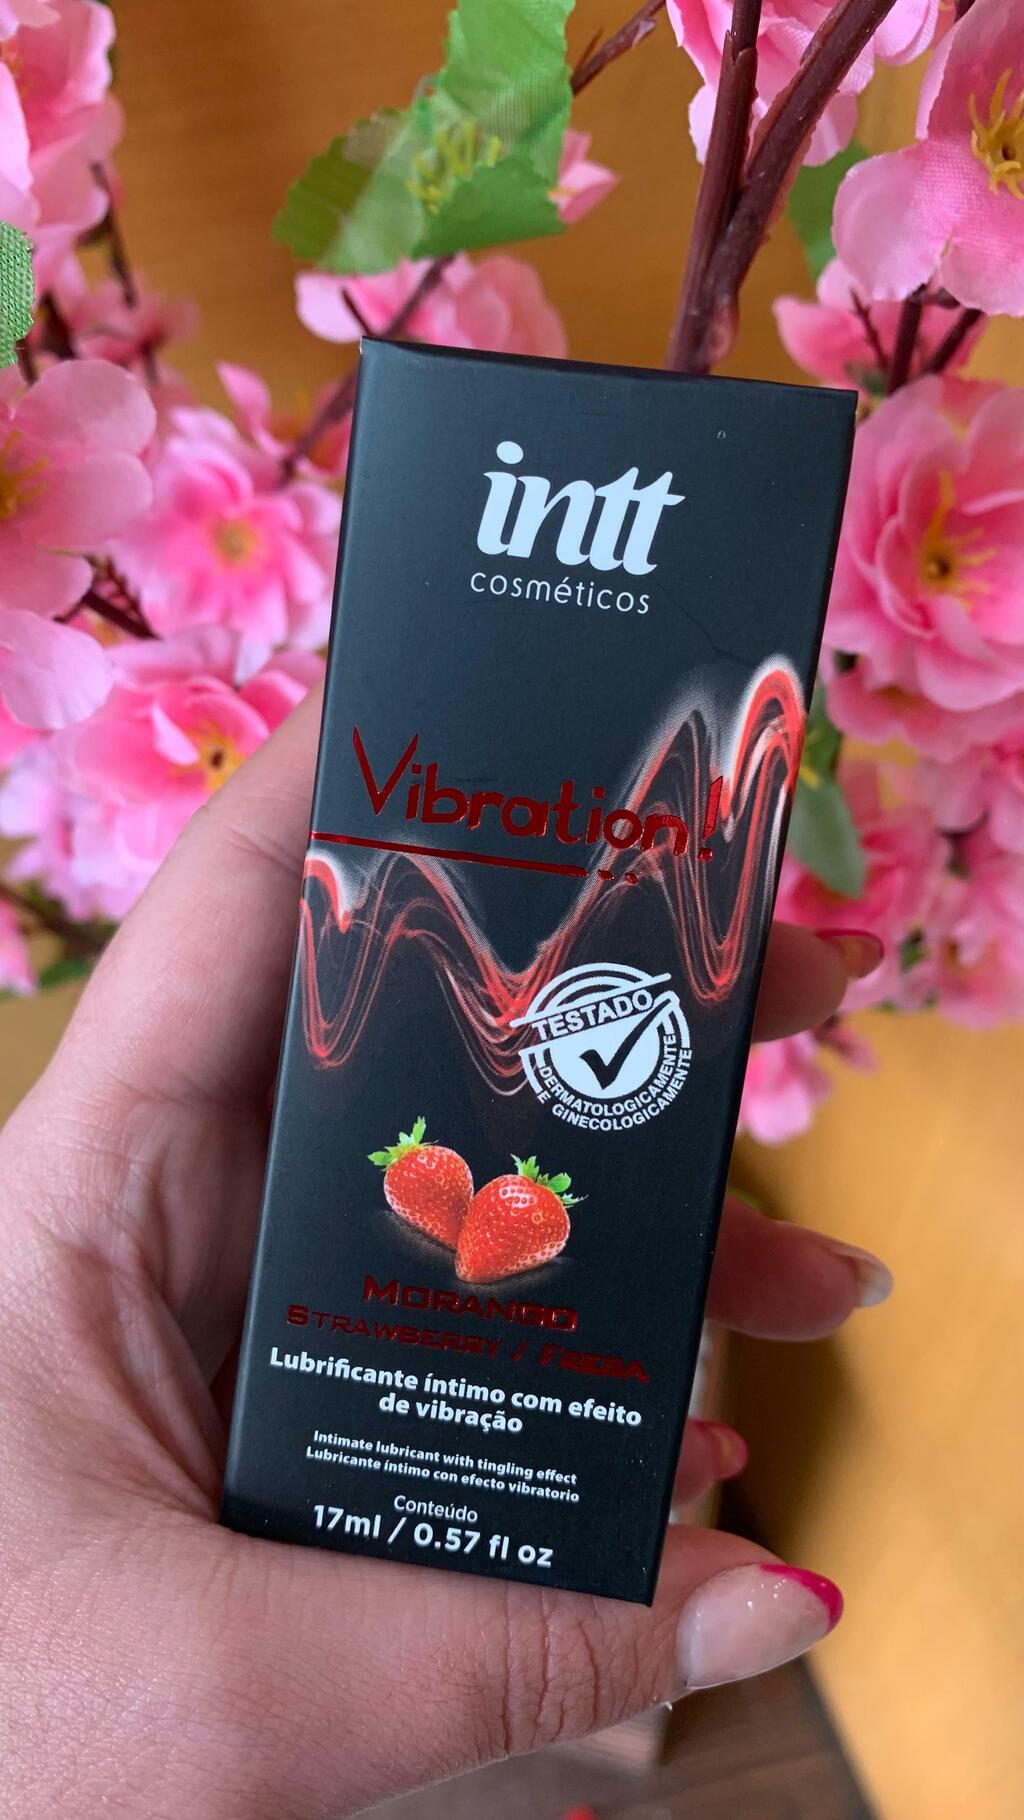 intt
cosméticos
Vibration!
TESTADO
DERMATOLOGICAMENTE
E GINECOLOGICAMENTE
MORANGO
STRAWBERRY / FRESA
Lubrificante íntimo com efeito
de vibração
Intimate lubricant with tingling effect
Lubricante íntimo con efecto vibratorio
Conteúdo
17ml / 0.57 fl oz